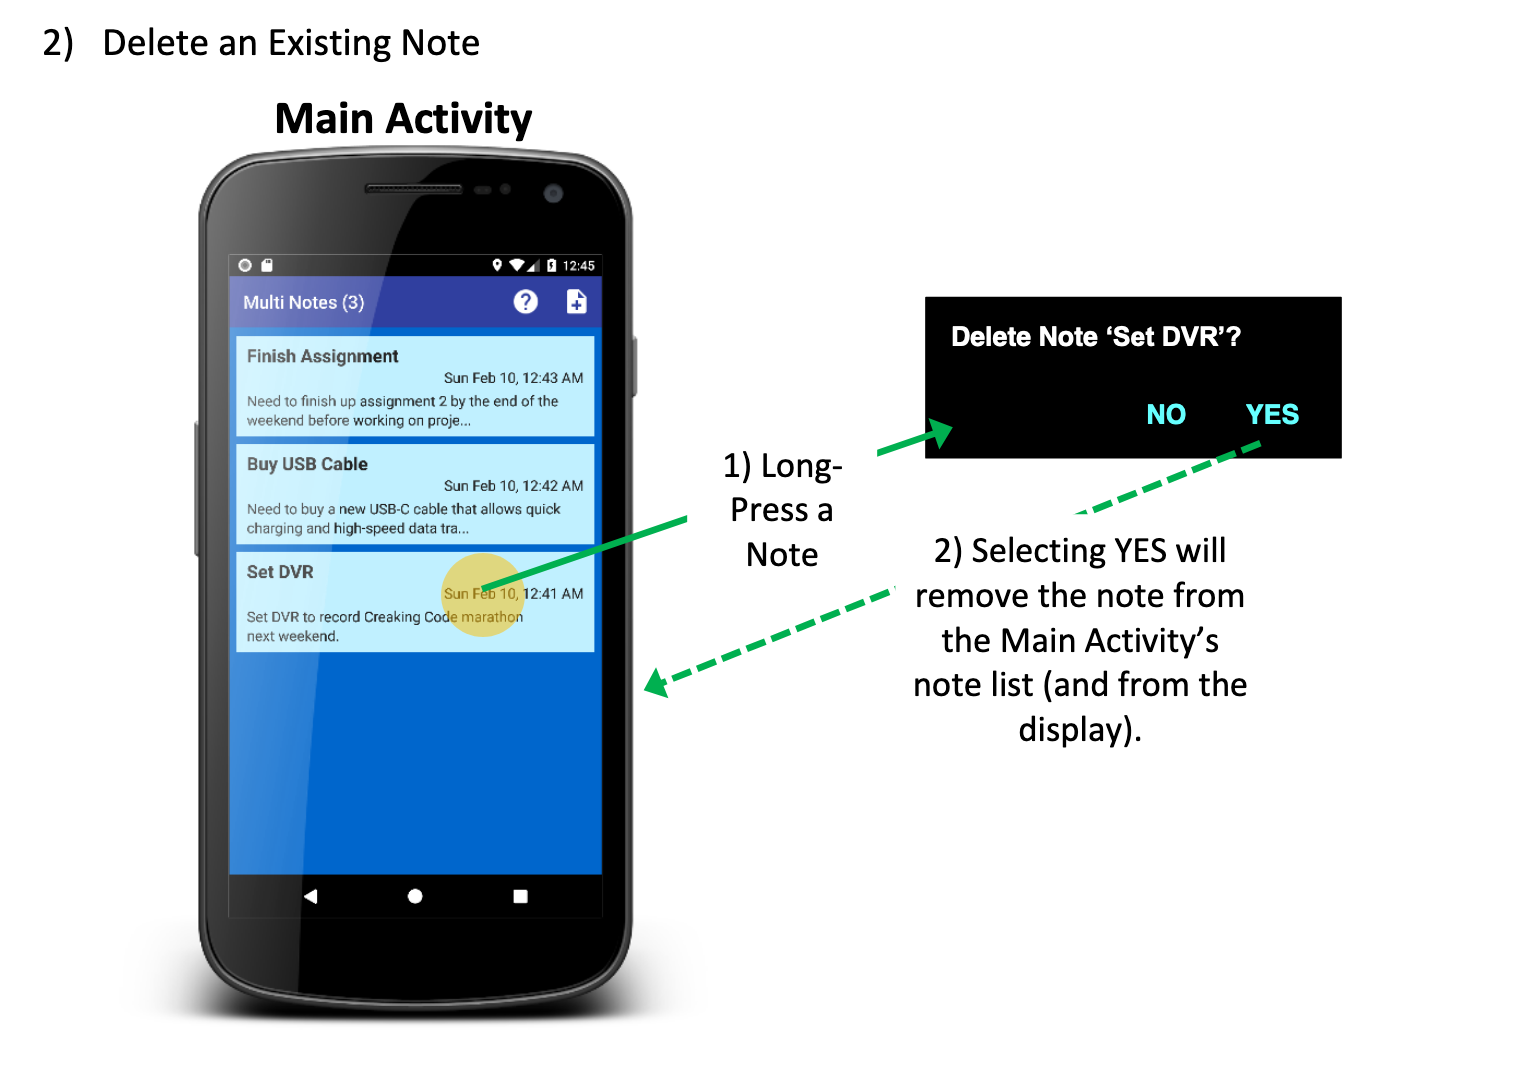 2) Delete an Existing Note
Main Activity
12:45
Multi Notes (3)
?
Finish Assignment
Sun Feb 10, 12:43 AM
Need to finish up assignment 2 by the end of the
weekend before working on proje...
Buy USB Cable
Sun Feb 10, 12:42 AM
Need to buy a new USB-C cable that allows quick
charging and high-speed data tra...
Set DVR
Sun Feb 10, 12:41 AM
Set DVR to record Creaking Code marathon
next weekend.
1) Long-
Press a
Note
Delete Note ‘Set DVR’?
NO YES
2) Selecting YES will
remove the note from
the Main Activity’s
note list (and from the
display).